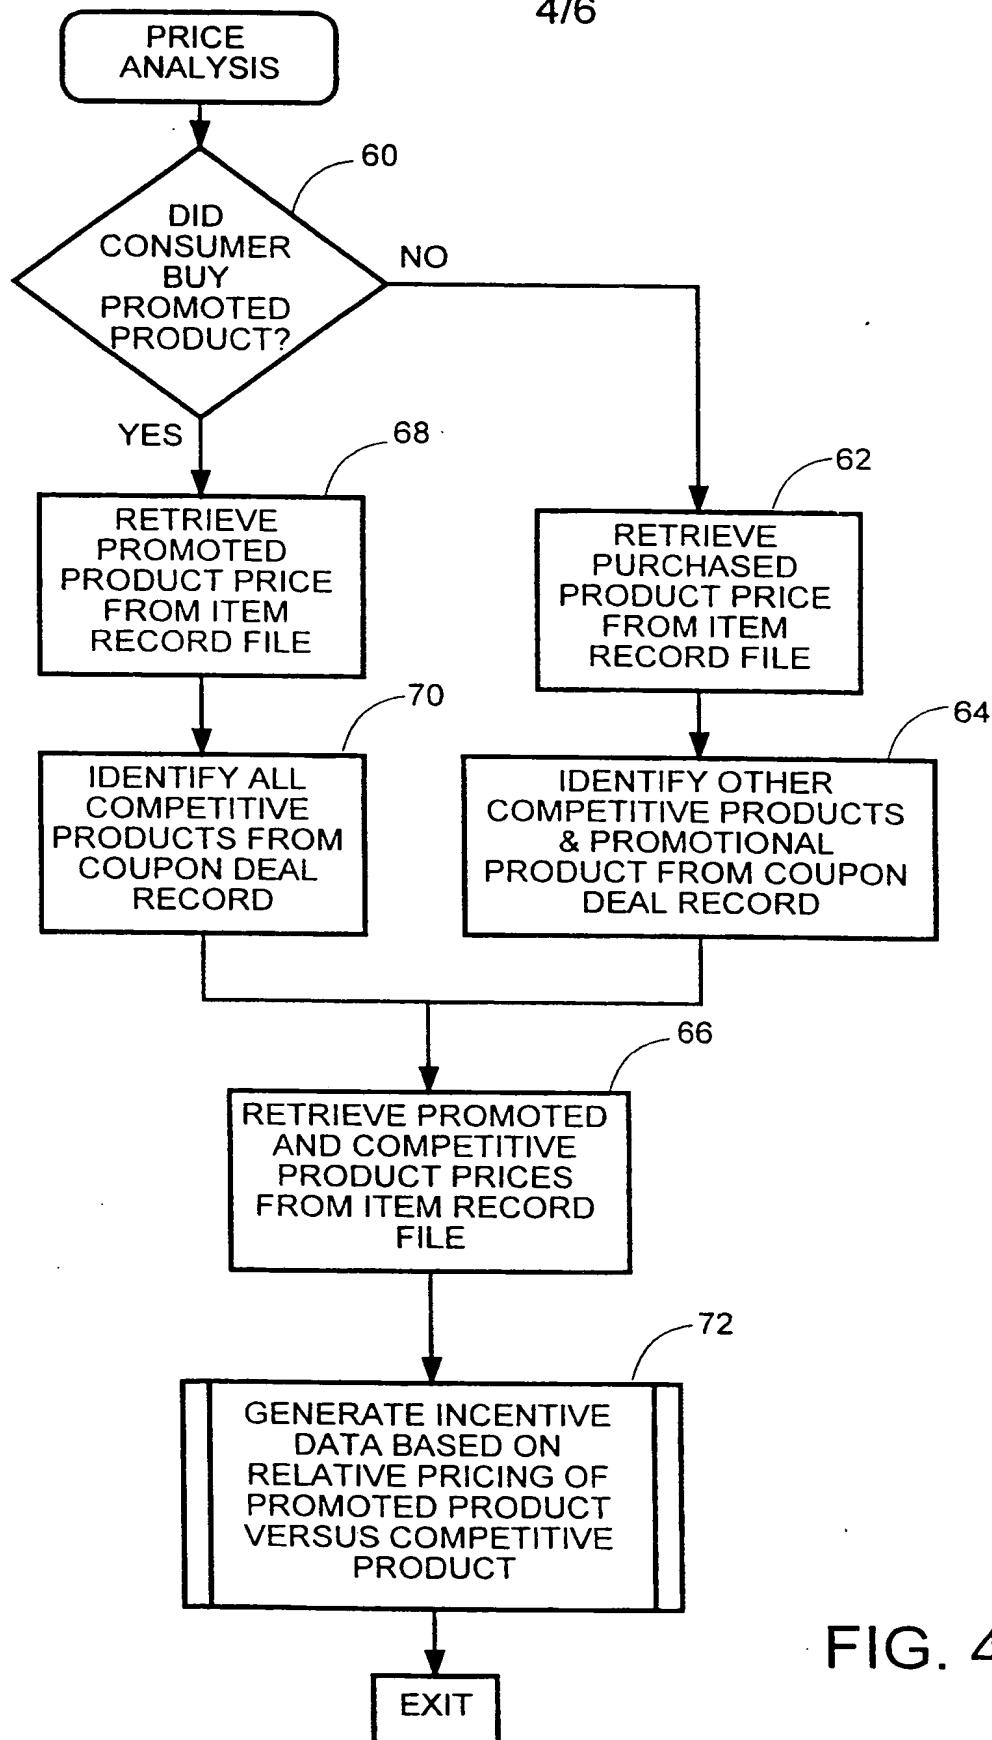 4/6
PRICE
ANALYSIS
60
DID
CONSUMER
BUY
PROMOTED
PRODUCT?
NO
YES
68
RETRIEVE
PROMOTED
PRODUCT PRICE
FROM ITEM
RECORD FILE
62
RETRIEVE
PURCHASED
PRODUCT PRICE
FROM ITEM
RECORD FILE
70
IDENTIFY ALL
COMPETITIVE
PRODUCTS FROM
COUPON DEAL
RECORD
64
IDENTIFY OTHER
COMPETITIVE PRODUCTS
& PROMOTIONAL
PRODUCT FROM COUPON
DEAL RECORD
66
RETRIEVE PROMOTED
AND COMPETITIVE
PRODUCT PRICES
FROM ITEM RECORD
FILE
72
GENERATE INCENTIVE
DATA BASED ON
RELATIVE PRICING OF
PROMOTED PRODUCT
VERSUS COMPETITIVE
PRODUCT
EXIT
FIG. 4